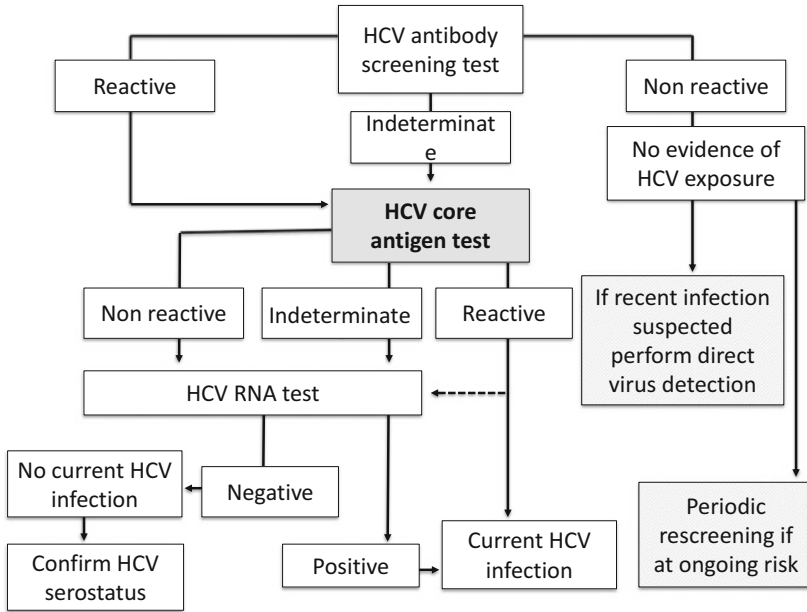 HCV antibody
screening test
Reactive
Non reactive
Indeterminat
e
No evidence of
HCV exposure
HCV core
antigen test
Non reactive
Indeterminate
Reactive
If recent infection
suspected
perform direct
virus detection
HCV RNA test
No current HCV
infection
Negative
Periodic
rescreening if
at ongoing risk
Confirm HCV
serostatus
Positive
Current HCV
infection